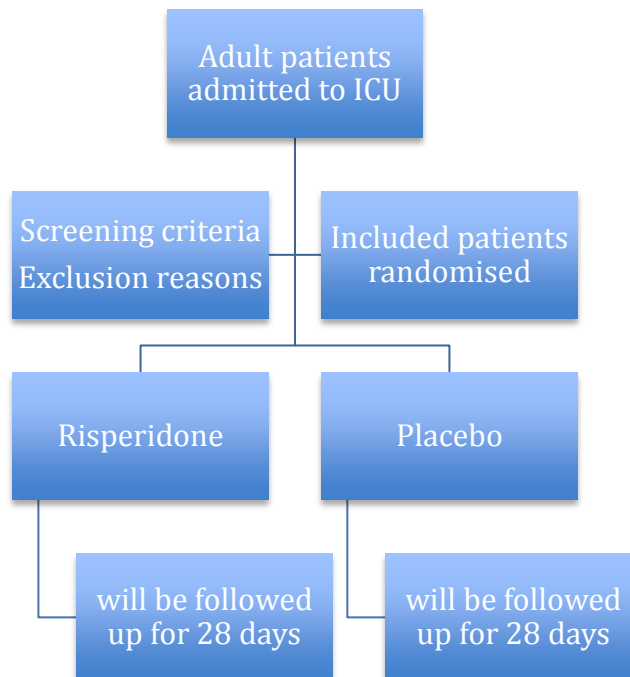 Adult patients
admitted to ICU
Screening criteria
Exclusion reasons
Included patients
randomised
Risperidone
Placebo
will be followed
up for 28 days
will be followed
up for 28 days